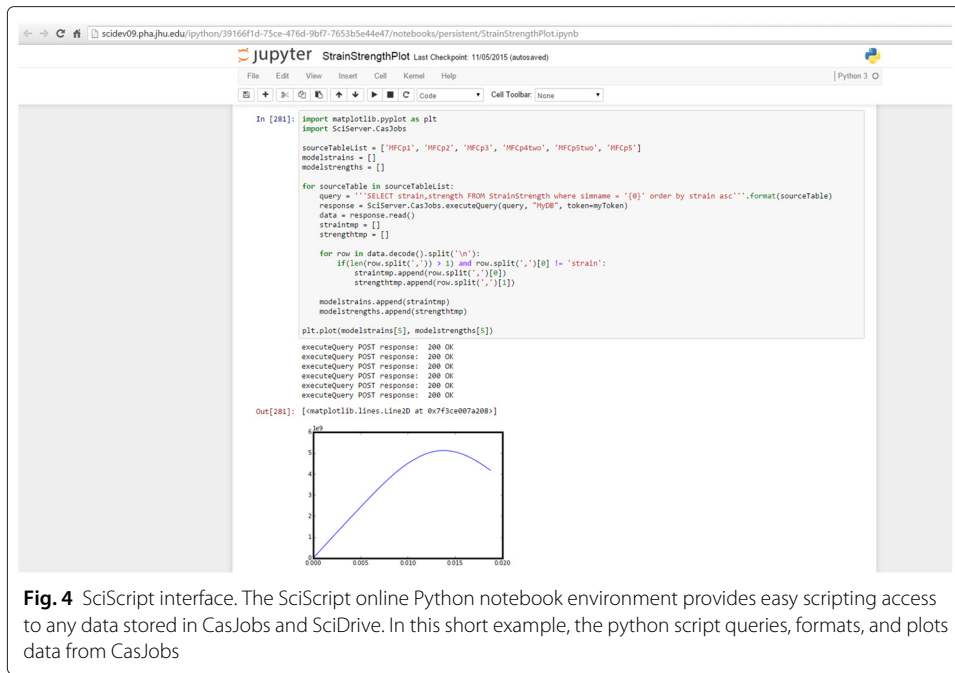 scidev09.pha.jhu.edu/ipython/39166f1d-75ce-476d-9bf7-7653b5e44e47/notebooks/persistent/StrainStrengthPlot.ipynb
jupyter StrainStrengthPlot Last Checkpoint: 11/05/2015 (autosaved)
File Edit View Insert Cell Kernel Help Python 3
Code Cell Toolbar: None
In [281]: import matplotlib.pyplot as plt
import SciServer.CasJobs
sourceTableList = ['MFCp1', 'MFCp2', 'MFCp3', 'MFCp4two', 'MFCp5two', 'MFCp5']
modelstrains = []
modelstrengths = []
for sourceTable in sourceTableList:
query = '''SELECT strain,strength FROM StrainStrength where simname = '{0}' order by strain asc'''.format(sourceTable)
response = SciServer.CasJobs.executeQuery(query, "MyDB", token=myToken)
data = response.read()
straintmp = []
strengthtmp = []
for row in data.decode().split('\n'):
if(len(row.split(',')) > 1) and row.split(',')[0] != 'strain':
straintmp.append(row.split(',')[0])
strengthtmp.append(row.split(',')[1])
modelstrains.append(straintmp)
modelstrengths.append(strengthtmp)
plt.plot(modelstrains[5], modelstrengths[5])
executeQuery POST response: 200 OK
executeQuery POST response: 200 OK
executeQuery POST response: 200 OK
executeQuery POST response: 200 OK
executeQuery POST response: 200 OK
executeQuery POST response: 200 OK
Out[281]: [<matplotlib.lines.Line2D at 0x7f3ce007a208>]
1e9
6
5
4
3
2
1
0
0.000 0.005 0.010 0.015 0.020
Fig. 4 SciScript interface. The SciScript online Python notebook environment provides easy scripting access
to any data stored in CasJobs and SciDrive. In this short example, the python script queries, formats, and plots
data from CasJobs